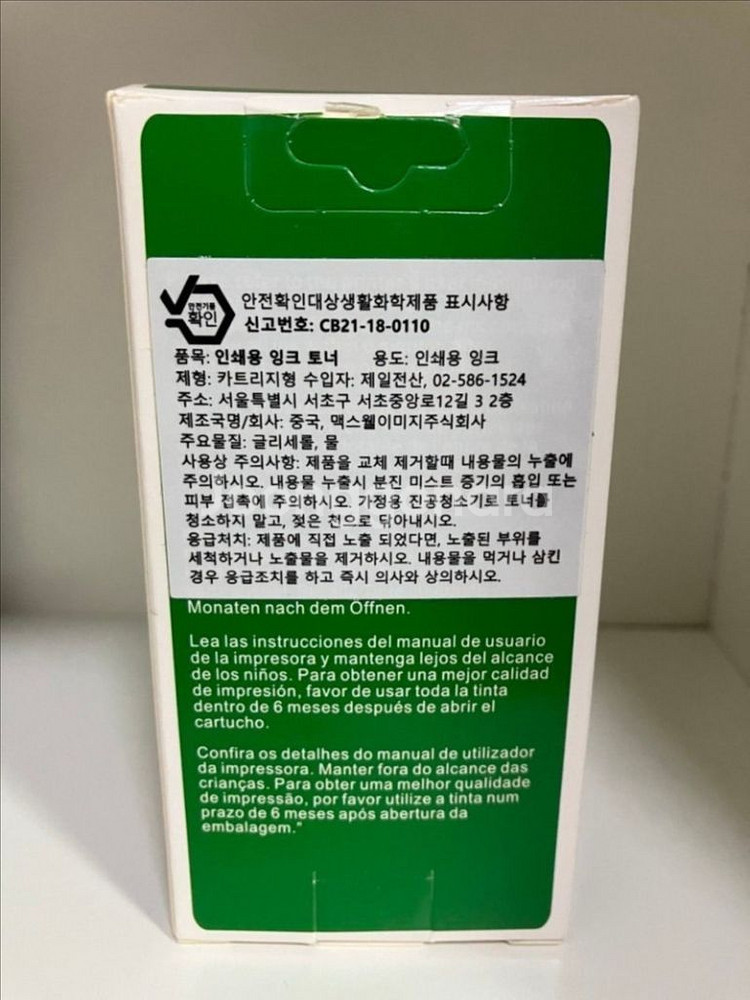 안전기준
확인
안전확인대상생활화학제품 표시사항
신고번호: CB21-18-0110
품목: 인쇄용 잉크 토너 용도: 인쇄용 잉크
제형: 카트리지형 수입자: 제일전산, 02-586-1524
주소: 서울특별시 서초구 서초중앙로12길 3 2층
제조국명/회사: 중국, 맥스웰이미지주식회사
주요물질: 글리세롤, 물
사용상 주의사항: 제품을 교체 제거할때 내용물의 누출에
주의하시오. 내용물 누출시 분진 미스트 증기의 흡입 또는
피부 접촉에 주의하시오. 가정용 진공청소기로 토너를
청소하지 말고, 젖은 천으로 닦아내시오.
응급처치: 제품에 직접 노출 되었다면, 노출된 부위를
세척하거나 노출물을 제거하시오. 내용물을 먹거나 삼킨
경우 응급조치를 하고 즉시 의사와 상의하시오.
Monaten nach dem Öffnen.
Lea las instrucciones del manual de usuario
de la impresora y mantenga lejos del alcance
de los niños. Para obtener una mejor calidad
de impresión, favor de usar toda la tinta
dentro de 6 meses después de abrir el
cartucho.
Confira os detalhes do manual de utilizador
da impressora. Manter fora do alcance das
crianças. Para obter uma melhor qualidade
de impressão, por favor utilize a tinta num
prazo de 6 meses após abertura da
embalagem."